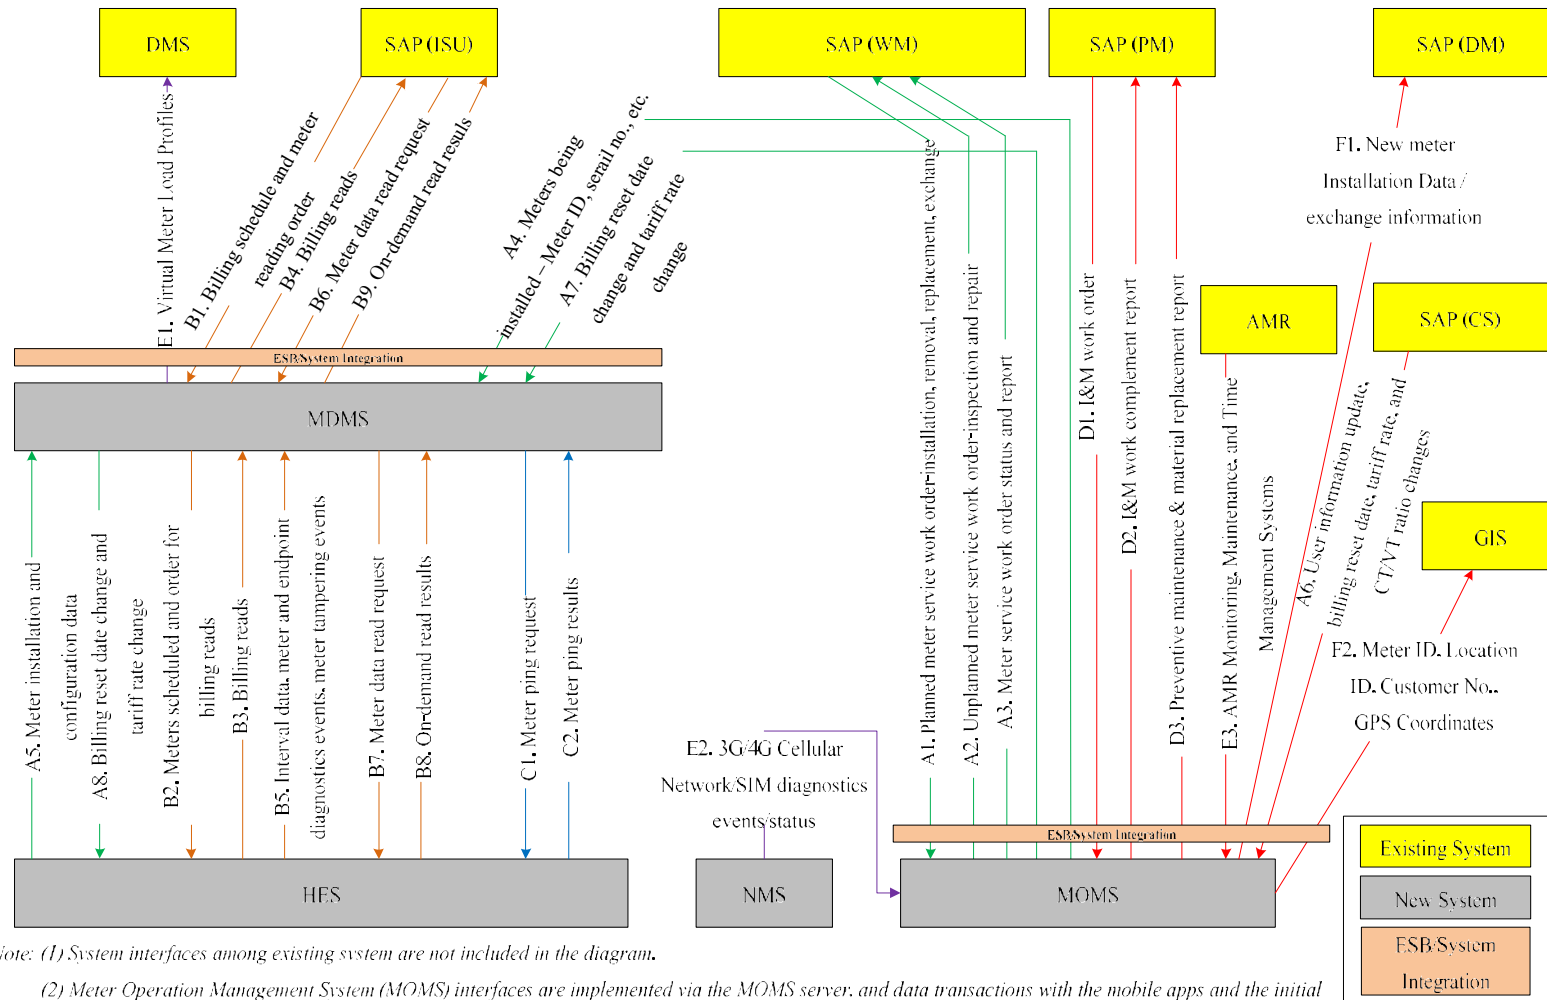 DMS
SAP (ISU)
SAP (WM)
SAP (PM)
SAP (DM)
E1. Virtual Meter Load Profiles
B1. Billing schedule and meter
reading order
B4. Billing reads
B6. Meter data read request
B9. On-demand read resuls
A4. Meters being
installed – Meter ID, serail no., etc.
A7. Billing reset date
change and tariff rate
change
F1. New meter
Installation Data /
exchange information
AMR
SAP (CS)
ESB/System Integration
MDMS
A5. Meter installation and
configuration data
A8. Billing reset date change and
tariff rate change
B2. Meters scheduled and order for
billing reads
B3. Billing reads
B5. Interval data, meter and endpoint
diagnostics events, meter tampering events
B7. Meter data read request
B8. On-demand read results
C1. Meter ping request
C2. Meter ping results
A1. Planned meter service work order-installation, removal, replacement, exchange
A2. Unplanned meter service work order-inspection and repair
A3. Meter service work order status and report
D1. I&M work order
D2. I&M work complement report
D3. Preventive maintenance & material replacement report
E3. AMR Monitoring, Maintenance, and Time
Management Systems
A6. User information update,
billing reset date, tariff rate, and
CT/VT ratio changes
GIS
F2. Meter ID, Location
ID, Customer No.,
GPS Coordinates
E2. 3G/4G Cellular
Network/SIM diagnostics
events/status
ESB/System Integration
HES
NMS
MOMS
Existing System
New System
ESB/System
Integration
Note: (1) System interfaces among existing system are not included in the diagram.
(2) Meter Operation Management System (MOMS) interfaces are implemented via the MOMS server, and data transactions with the mobile apps and the initial